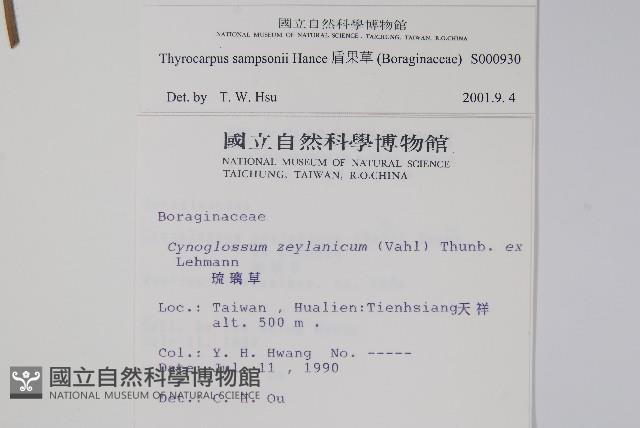 國立自然科學博物館
NATIONAL MUSEUM OF NATURAL SCIENCE, TAICHUNG, TAIWAN, R.O.CHINA
Thyrocarpus sampsonii Hance 盾果草 (Boraginaceae) S000930
Det. by T. W. Hsu 2001.9. 4
國立自然科學博物館
NATIONAL MUSEUM OF NATURAL SCIENCE
TAICHUNG, TAIWAN, R.O.CHINA
Boraginaceae
Cynoglossum zeylanicum (Vahl) Thunb. ex
Lehmann
琉璃草
Loc.: Taiwan , Hualien:Tienhsiang天祥
alt. 500 m .
Col.: Y. H. Hwang No. -----
Date: Jul. 11 , 1990
Det.: C. H. Ou
國立自然科學博物館
NATIONAL MUSEUM OF NATURAL SCIENCE